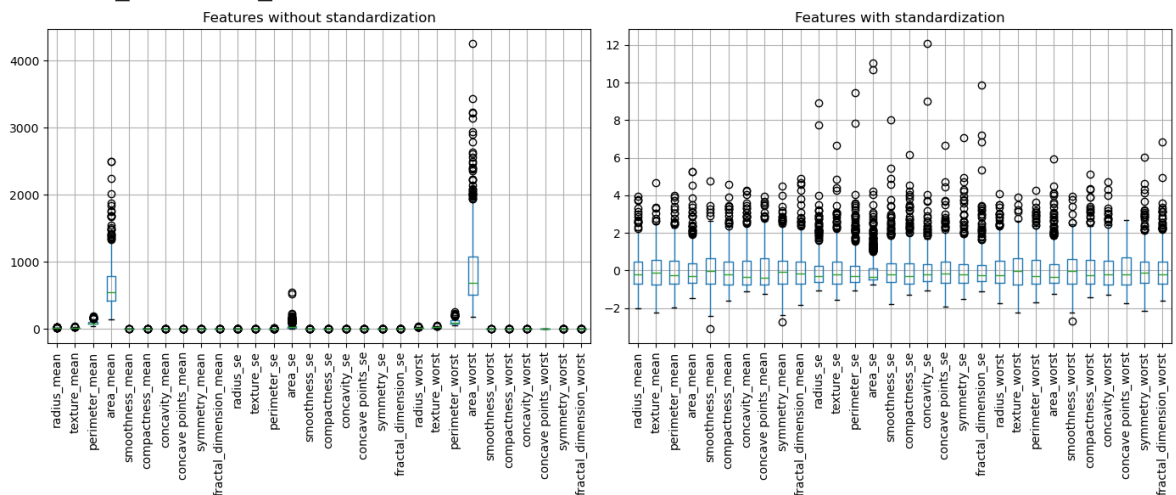 Features without standardization
4000
3000
2000
1000
0
radius_mean
texture_mean
perimeter_mean
area_mean
smoothness_mean
compactness_mean
concavity_mean
concave points_mean
symmetry_mean
fractal_dimension_mean
radius_se
texture_se
perimeter_se
area_se
smoothness_se
compactness_se
concavity_se
concave points_se
symmetry_se
fractal_dimension_se
radius_worst
texture_worst
perimeter_worst
area_worst
smoothness_worst
compactness_worst
concavity_worst
concave points_worst
symmetry_worst
fractal_dimension_worst
Features with standardization
12
10
8
6
4
2
0
−2
radius_mean
texture_mean
perimeter_mean
area_mean
smoothness_mean
compactness_mean
concavity_mean
concave points_mean
symmetry_mean
fractal_dimension_mean
radius_se
texture_se
perimeter_se
area_se
smoothness_se
compactness_se
concavity_se
concave points_se
symmetry_se
fractal_dimension_se
radius_worst
texture_worst
perimeter_worst
area_worst
smoothness_worst
compactness_worst
concavity_worst
concave points_worst
symmetry_worst
fractal_dimension_worst